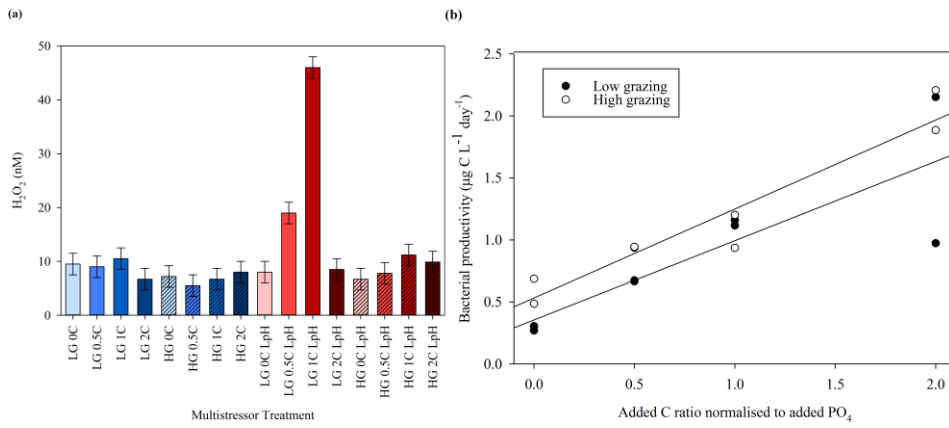 (a)
50
40
30
20
10
0
H₂O₂ (nM)
LG 0C
LG 0.5C
LG 1C
LG 2C
HG 0C
HG 0.5C
HG 1C
HG 2C
LG 0C LpH
LG 0.5C LpH
LG 1C LpH
LG 2C LpH
HG 0C LpH
HG 0.5C LpH
HG 1C LpH
HG 2C LpH
Multistressor Treatment
(b)
2.5
2.0
1.5
1.0
0.5
0.0
Bacterial productivity (µg C L⁻¹ day⁻¹)
Low grazing
High grazing
0.0
0.5
1.0
2.0
Added C ratio normalised to added PO₄